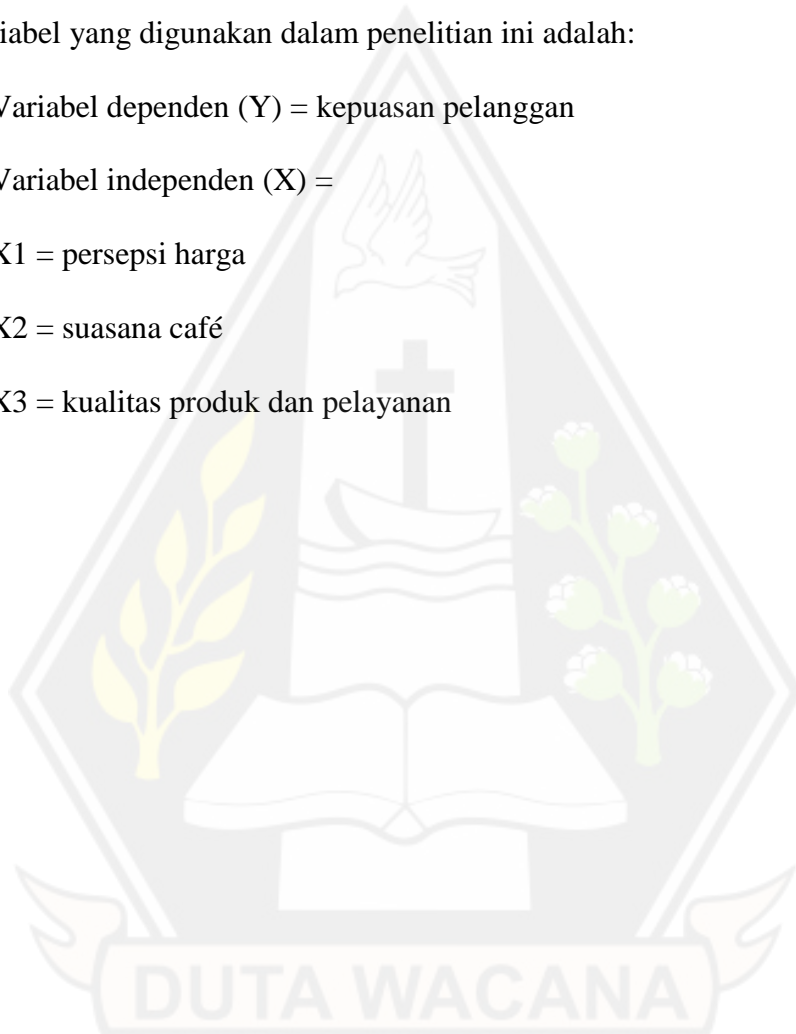 iabel yang digunakan dalam penelitian ini adalah:
Variabel dependen (Y) = kepuasan pelanggan
Variabel independen (X) =
X1 = persepsi harga
X2 = suasana café
X3 = kualitas produk dan pelayanan
DUTA WACANA